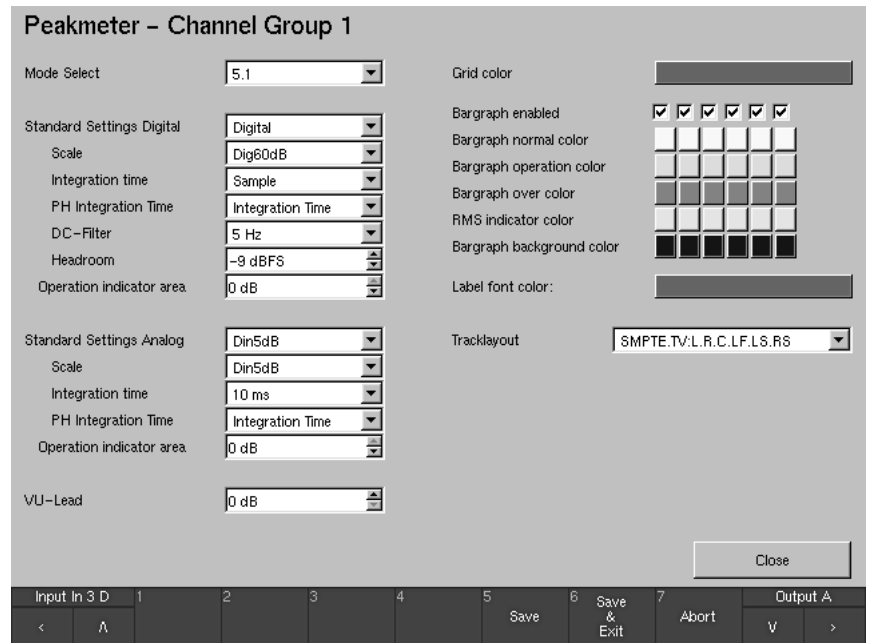 Peakmeter – Channel Group 1
Mode Select
5.1
Standard Settings Digital
Digital
Scale
Dig60dB
Integration time
Sample
PH Integration Time
Integration Time
DC–Filter
5 Hz
Headroom
–9 dBFS
Operation indicator area
0 dB
Standard Settings Analog
Din5dB
Scale
Din5dB
Integration time
10 ms
PH Integration Time
Integration Time
Operation indicator area
0 dB
VU–Lead
0 dB
Grid color
Bargraph enabled
Bargraph normal color
Bargraph operation color
Bargraph over color
RMS indicator color
Bargraph background color
Label font color:
Tracklayout
SMPTE.TV:L.R.C.LF.LS.RS
Close
Input In 3 D
< Λ
1
2
3
4
5
Save
6
Save
&
Exit
7
Abort
Output A
V >